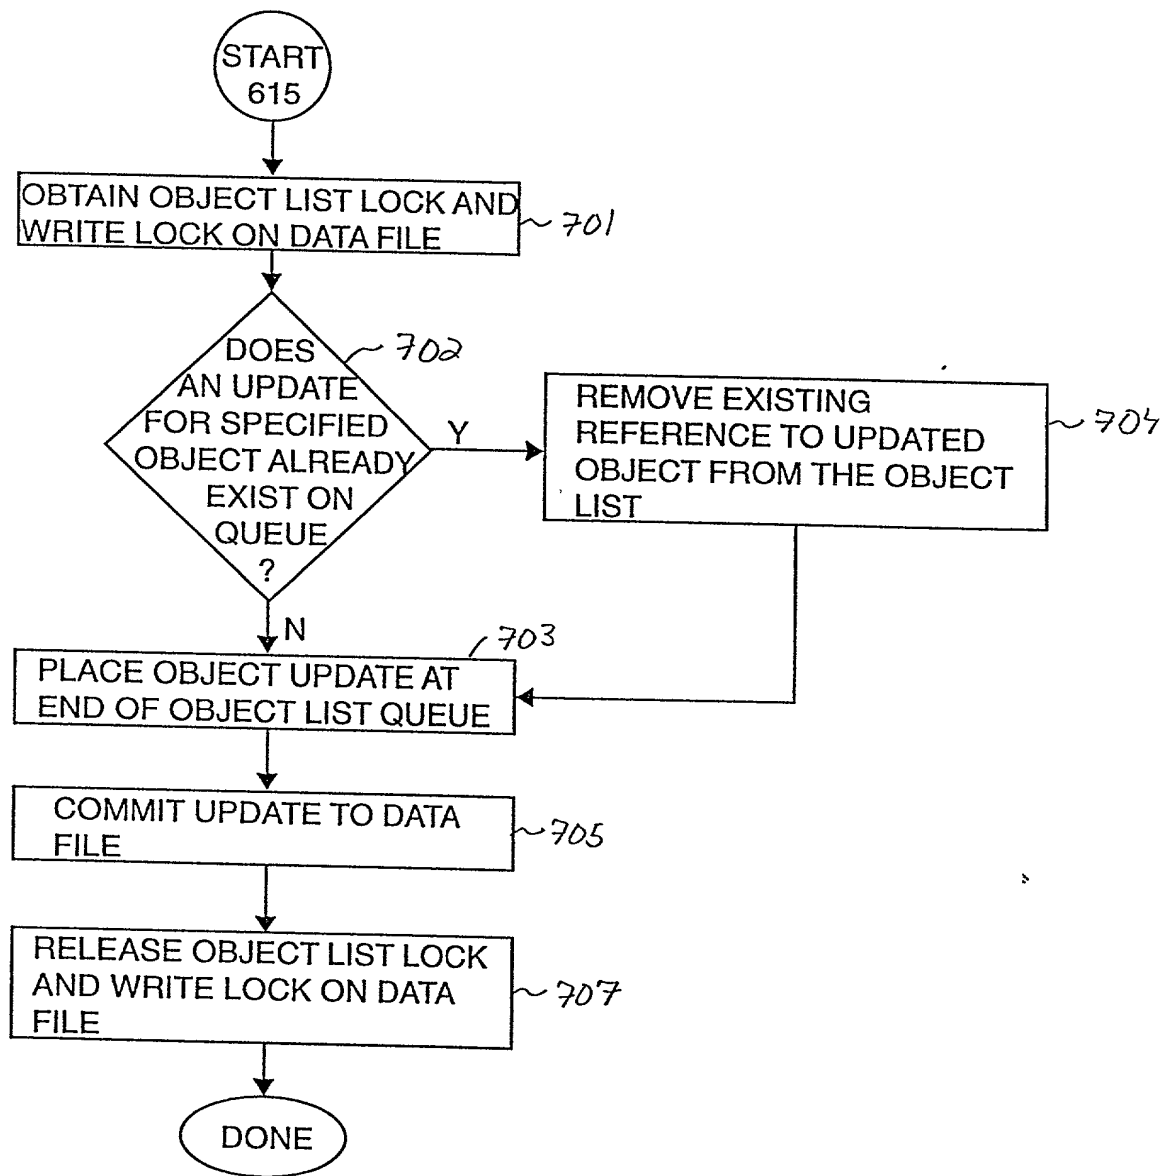 START
615
OBTAIN OBJECT LIST LOCK AND
WRITE LOCK ON DATA FILE
701
DOES
AN UPDATE
FOR SPECIFIED
OBJECT ALREADY
EXIST ON
QUEUE
?
702
Y
REMOVE EXISTING
REFERENCE TO UPDATED
OBJECT FROM THE OBJECT
LIST
704
N
703
PLACE OBJECT UPDATE AT
END OF OBJECT LIST QUEUE
COMMIT UPDATE TO DATA
FILE
705
RELEASE OBJECT LIST LOCK
AND WRITE LOCK ON DATA
FILE
707
DONE